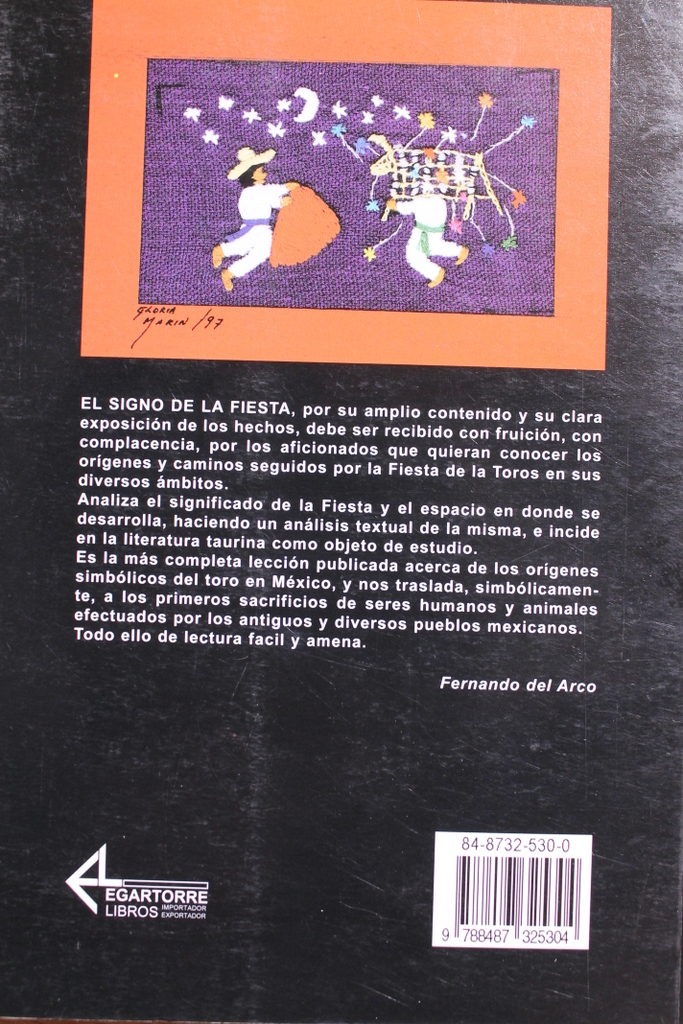 GLORIA
MARIN /97
EL SIGNO DE LA FIESTA, por su amplio contenido y su clara
exposición de los hechos, debe ser recibido con fruición, con
complacencia, por los aficionados que quieran conocer los
orígenes y caminos seguidos por la Fiesta de la Toros en sus
diversos ámbitos.
Analiza el significado de la Fiesta y el espacio en donde se
desarrolla, haciendo un análisis textual de la misma, e incide
en la literatura taurina como objeto de estudio.
Es la más completa lección publicada acerca de los orígenes
simbólicos del toro en México, y nos traslada, simbólicamen-
te, a los primeros sacrificios de seres humanos y animales
efectuados por los antiguos y diversos pueblos mexicanos.
Todo ello de lectura facil y amena.
Fernando del Arco
EGARTORRE
LIBROS IMPORTADOR
EXPORTADOR
84-8732-530-0
9 788487 325304